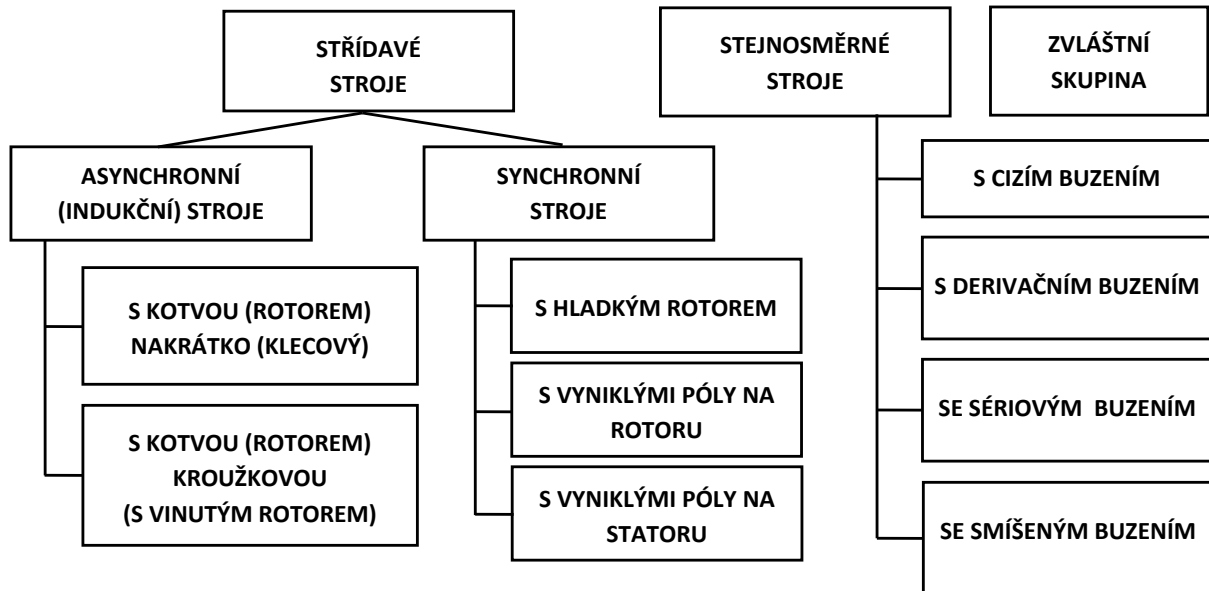 STŘÍDAVÉ
STROJE
ASYNCHRONNÍ
(INDUKČNÍ) STROJE
S KOTVOU (ROTOREM)
NAKRÁTKO (KLECOVÝ)
S KOTVOU (ROTOREM)
KROUŽKOVOU
(S VINUTÝM ROTOREM)
SYNCHRONNÍ
STROJE
S HLADKÝM ROTOREM
S VYNIKLÝMI PÓLY NA
ROTORU
S VYNIKLÝMI PÓLY NA
STATORU
STEJNOSMĚRNÉ
STROJE
S CIZÍM BUZENÍM
S DERIVAČNÍM BUZENÍM
SE SÉRIOVÝM BUZENÍM
SE SMÍŠENÝM BUZENÍM
ZVLÁŠTNÍ
SKUPINA